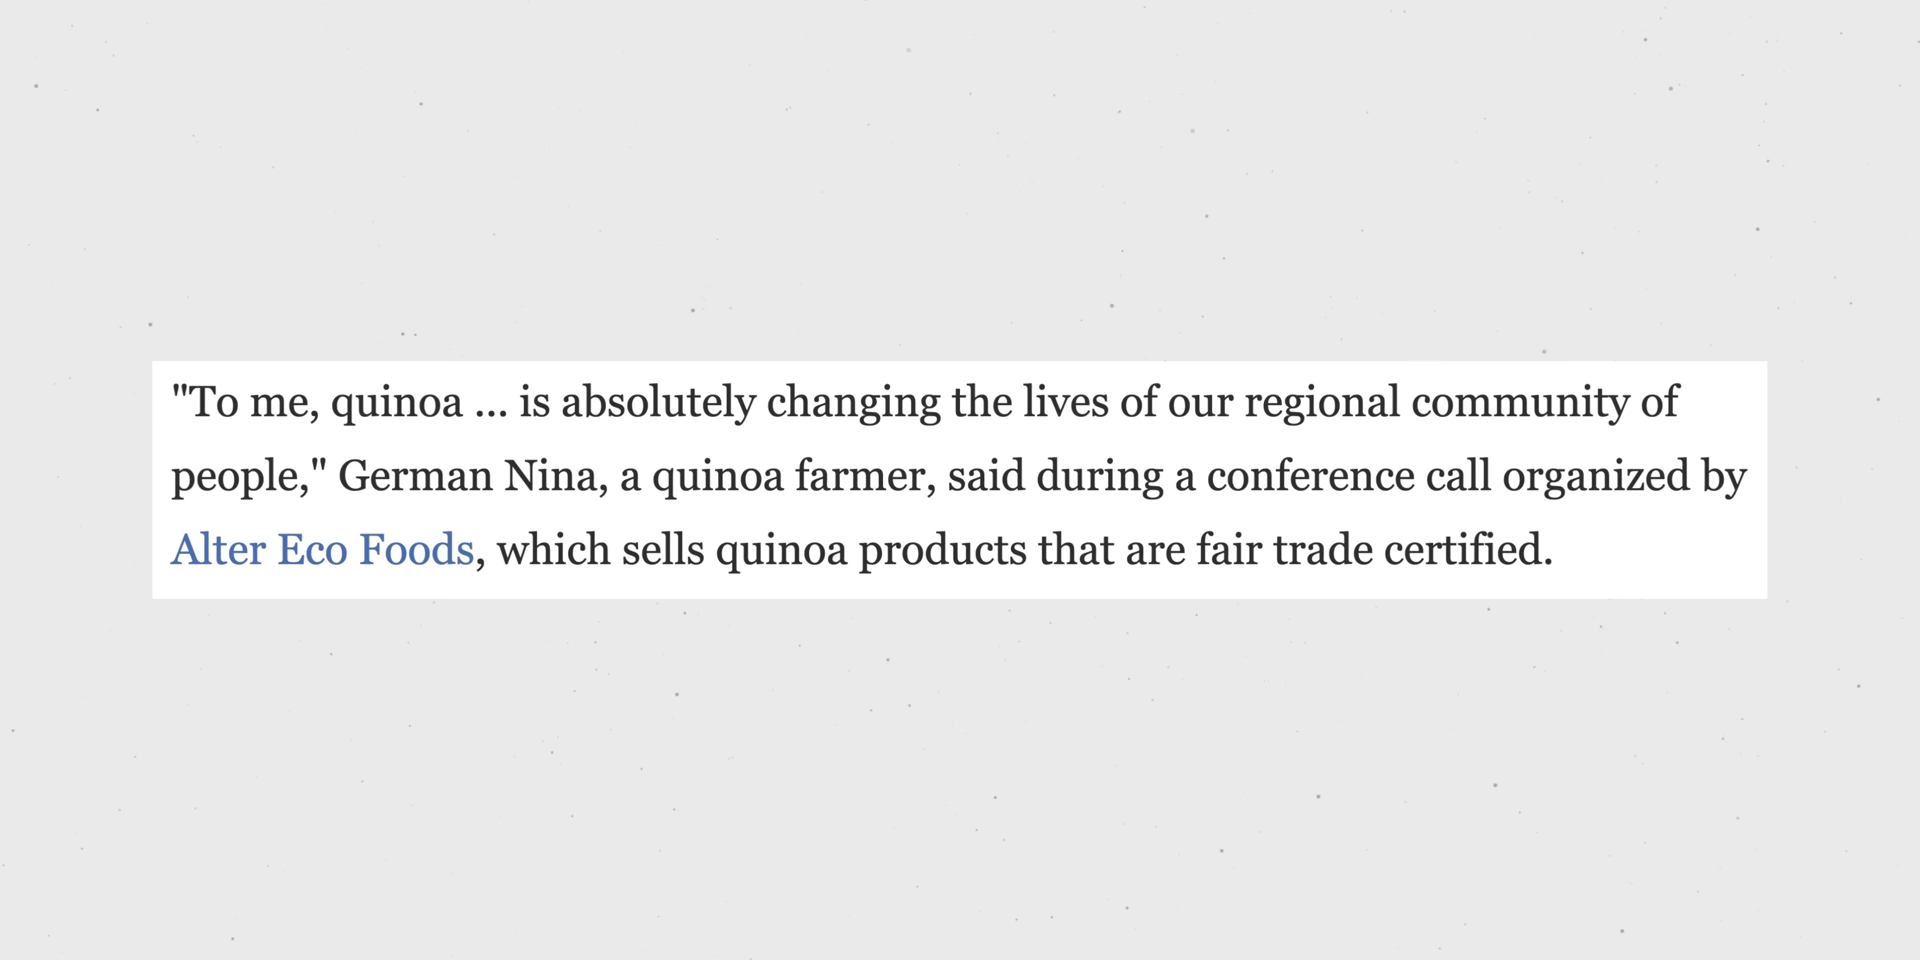 "To me, quinoa ... is absolutely changing the lives of our regional community of
people," German Nina, a quinoa farmer, said during a conference call organized by
Alter Eco Foods, which sells quinoa products that are fair trade certified.